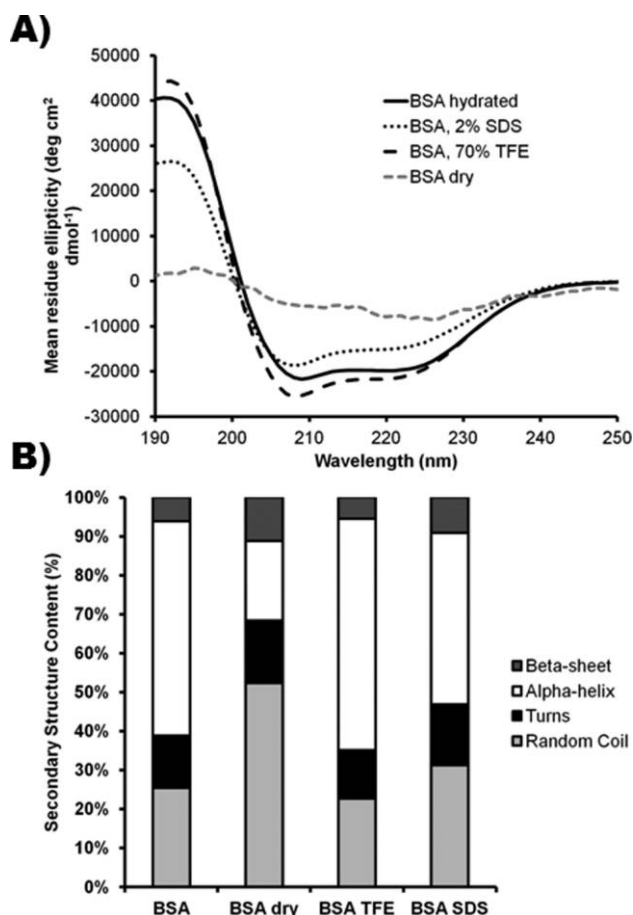 A)
50000
40000
30000
20000
10000
0
-10000
-20000
-30000
Mean residue ellipticity (deg cm²
dmol⁻¹)
BSA hydrated
BSA, 2% SDS
BSA, 70% TFE
BSA dry
190 200 210 220 230 240 250
Wavelength (nm)
B)
100%
90%
80%
70%
60%
50%
40%
30%
20%
10%
0%
Secondary Structure Content (%)
Beta-sheet
Alpha-helix
Turns
Random Coil
BSA BSA dry BSA TFE BSA SDS